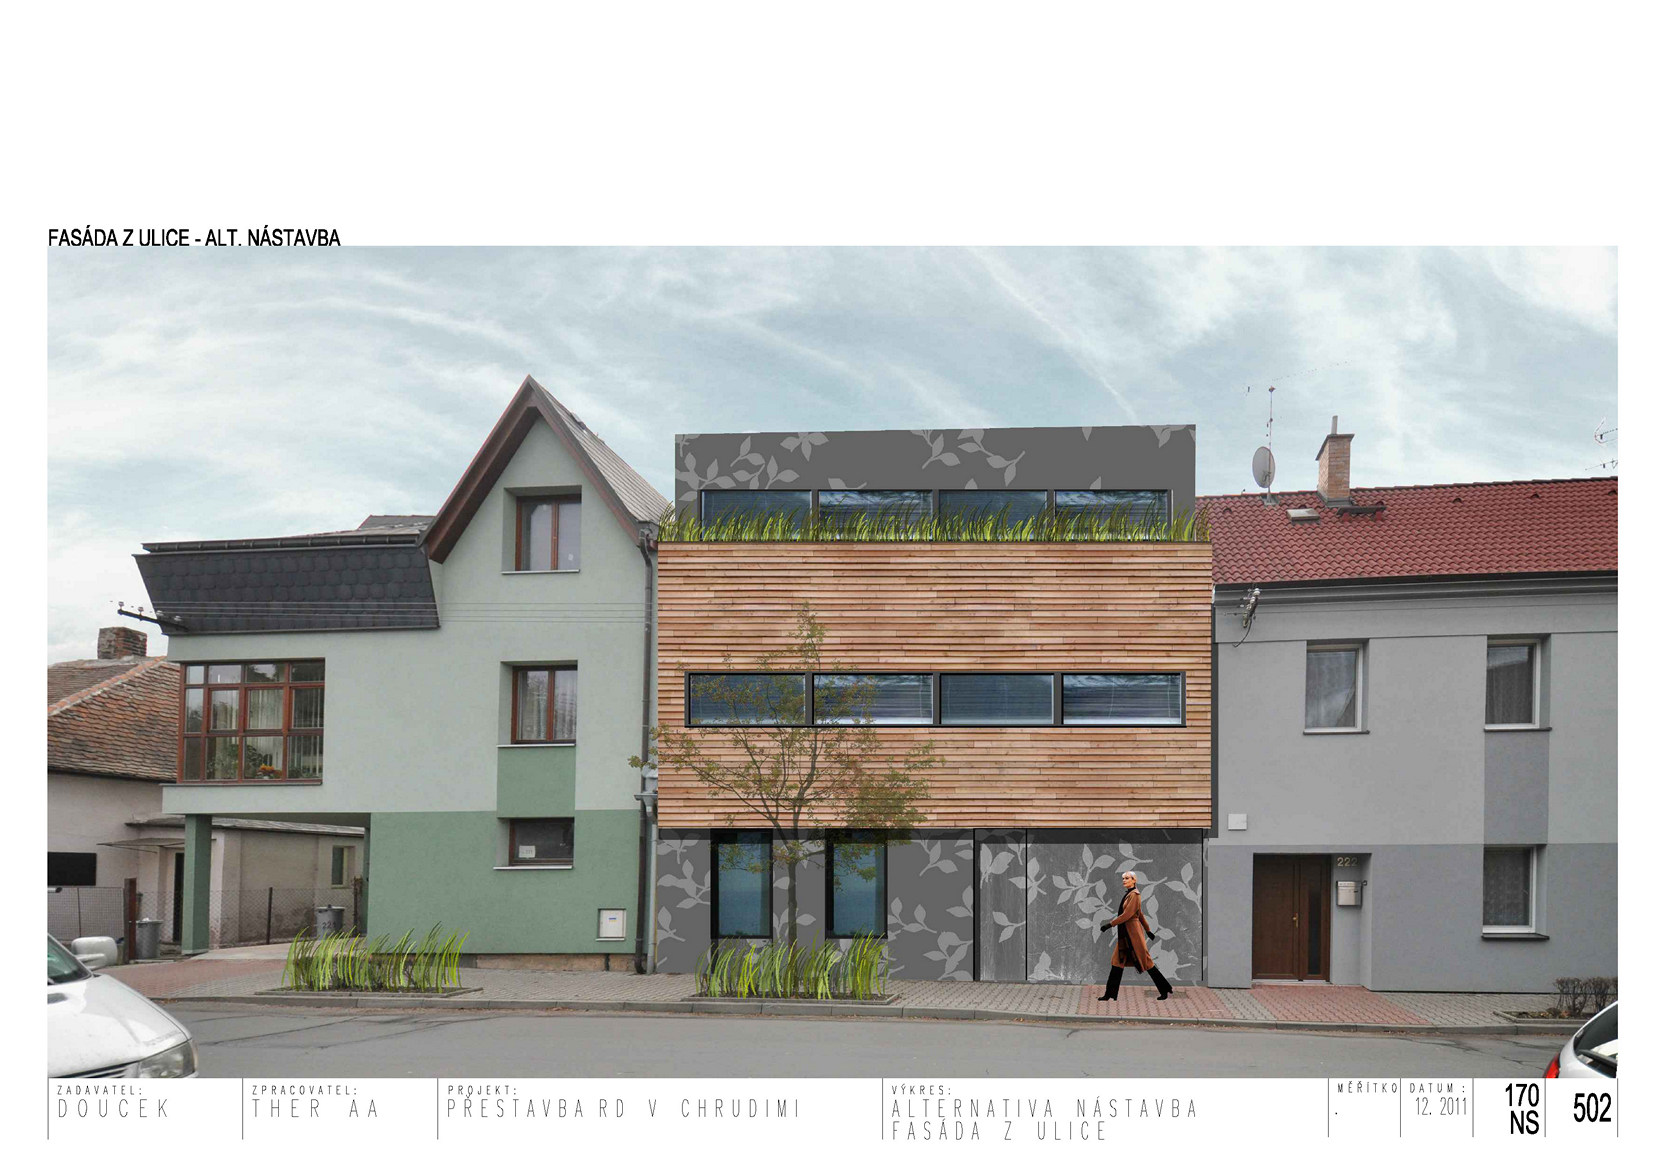 FASÁDA Z ULICE - ALT. NÁSTAVBA
222
ZADAVATEL:
DOUCEK
ZPRACOVATEL:
THER AA
PROJEKT:
PŘESTAVBA RD V CHRUDIMI
VÝKRES:
ALTERNATIVA NÁSTAVBA
FASÁDA Z ULICE
MĚŘÍTKO
.
DATUM:
12. 2011
170
NS
502